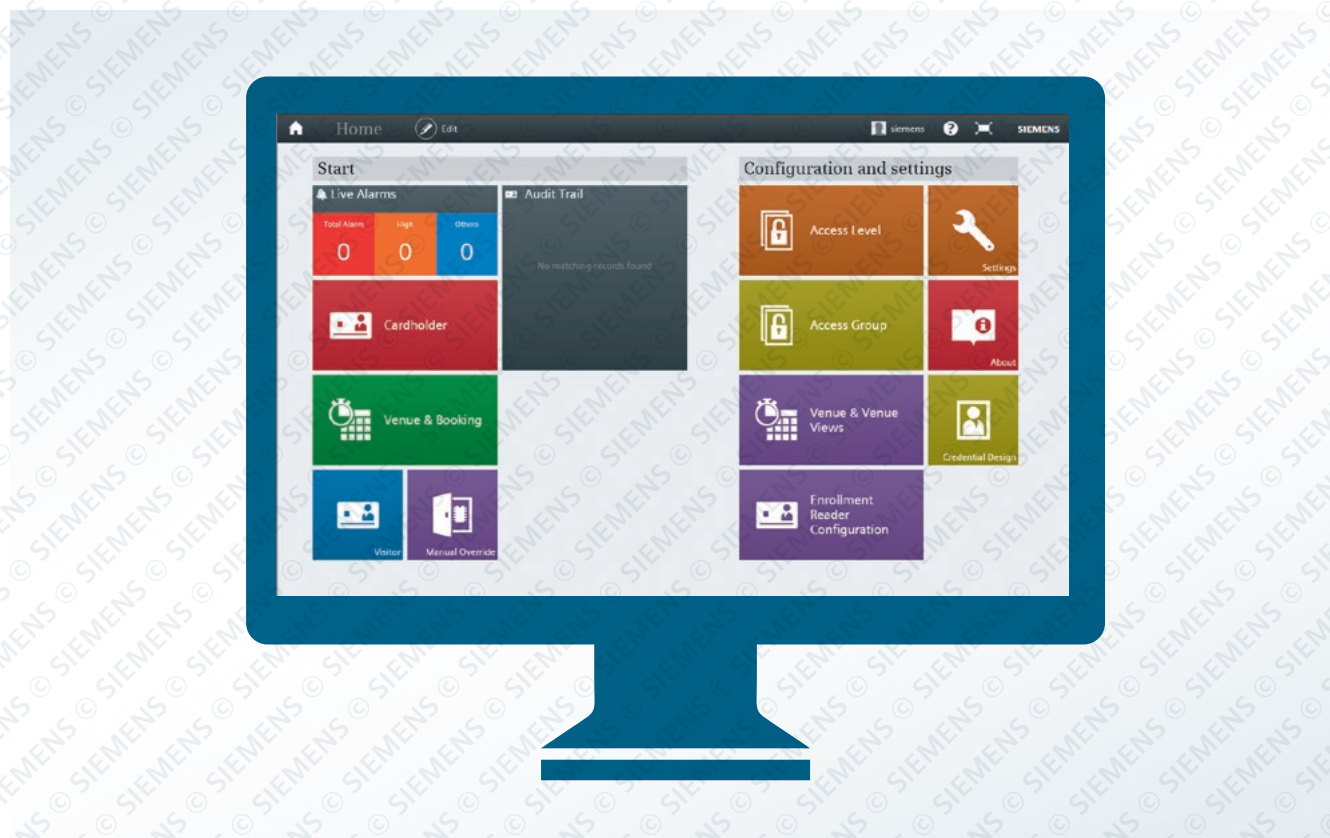 Home
Edit
siemens
SIEMENS
Start
Live Alarms
Total Alarm
High
Others
0
0
0
Audit Trail
No matching records found
Cardholder
Venue & Booking
Visitor
Manual Override
Configuration and settings
Access Level
Settings
Access Group
About
Venue & Venue
Views
Credential Design
Enrollment
Reader
Configuration
© SIEMENS